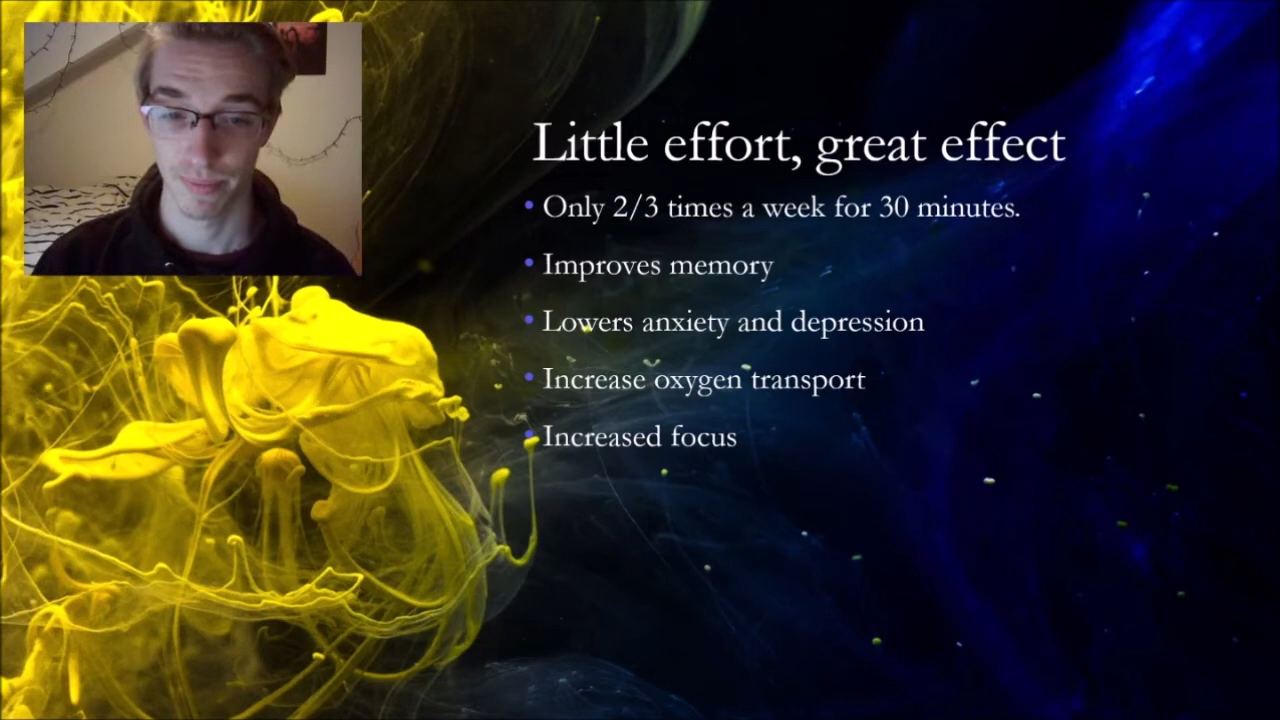 Little effort, great effect
Only 2/3 times a week for 30 minutes.
Improves memory
Lowers anxiety and depression
Increase oxygen transport
Increased focus